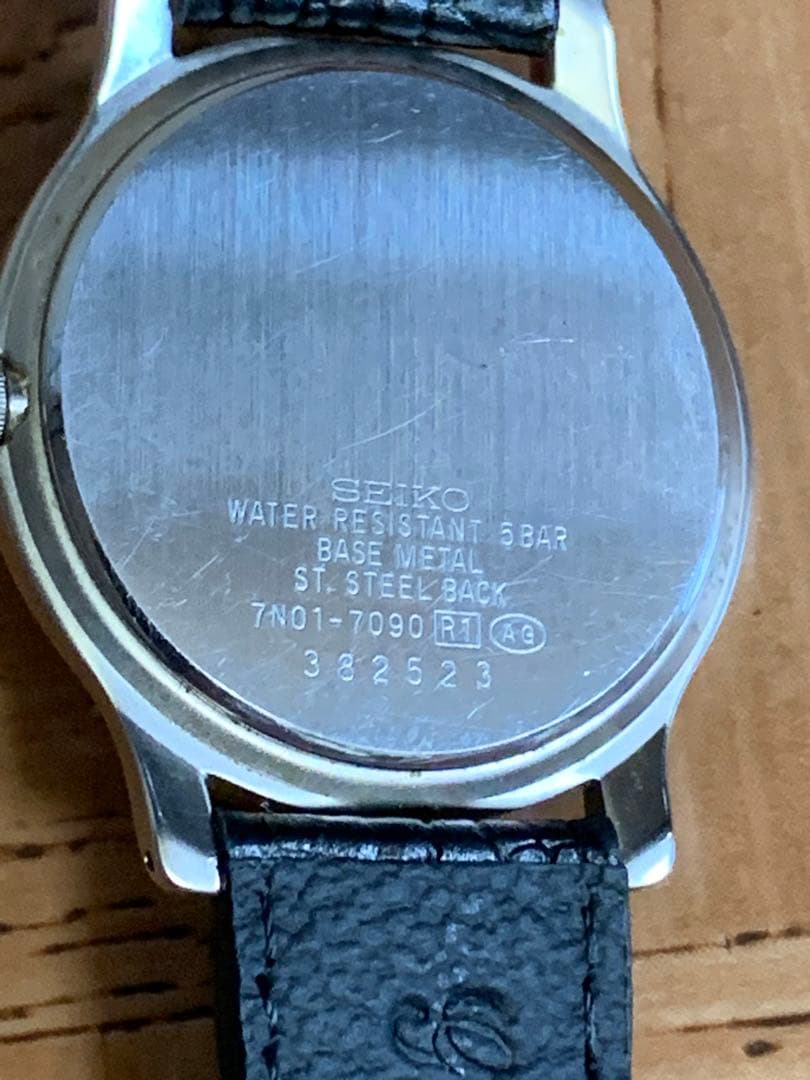 SEIKO
WATER RESISTANT 5BAR
BASE METAL
ST. STEEL BACK
7N01-7090 R1 AG
382523